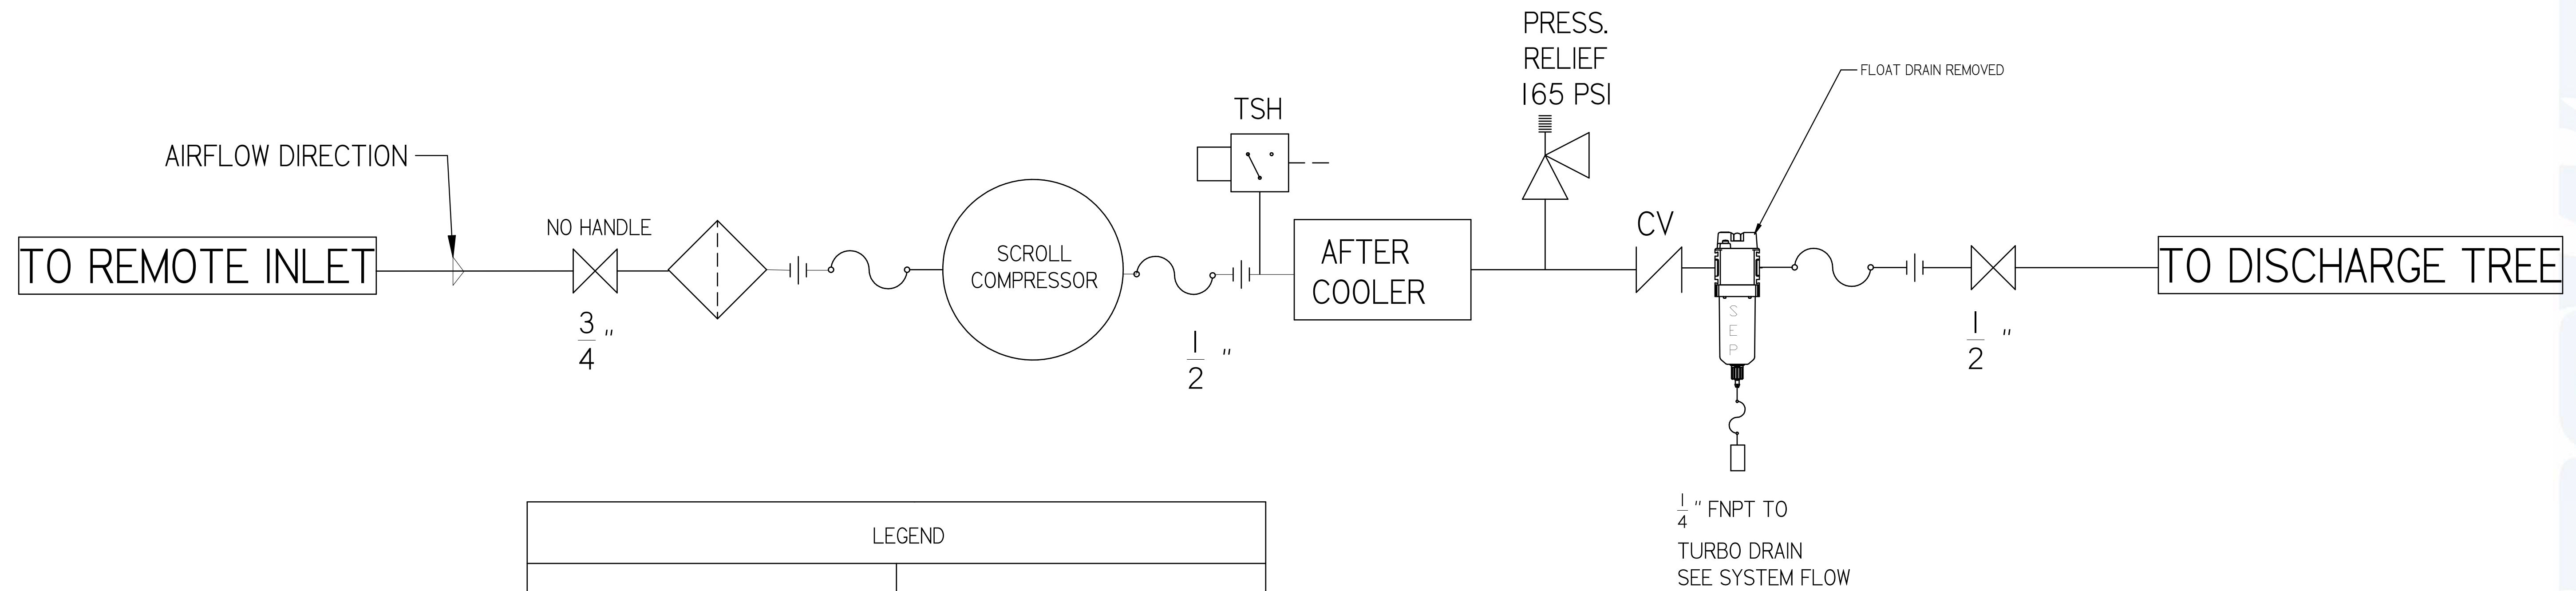 PRESS.
RELIEF
165 PSI
FLOAT DRAIN REMOVED
TSH
AIRFLOW DIRECTION
NO HANDLE
CV
TO REMOTE INLET
SCROLL
COMPRESSOR
AFTER
COOLER
SEP
TO DISCHARGE TREE
3/4 "
1/2 "
1/2 "
1/4 " FNPT TO
TURBO DRAIN
SEE SYSTEM FLOW
LEGEND